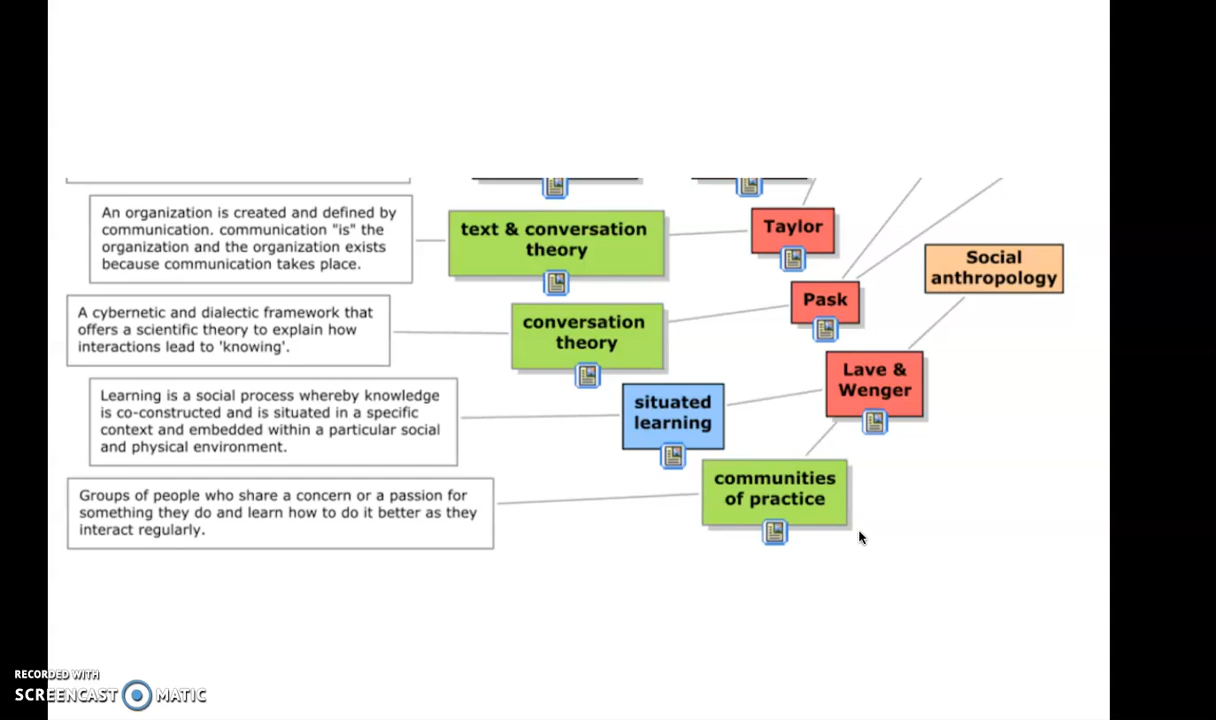 An organization is created and defined by
communication. communication "is" the
organization and the organization exists
because communication takes place.
text & conversation
theory
Taylor
Social
anthropology
A cybernetic and dialectic framework that
offers a scientific theory to explain how
interactions lead to 'knowing'.
conversation
theory
Pask
Learning is a social process whereby knowledge
is co-constructed and is situated in a specific
context and embedded within a particular social
and physical environment.
situated
learning
Lave &
Wenger
Groups of people who share a concern or a passion for
something they do and learn how to do it better as they
interact regularly.
communities
of practice
RECORDED WITH
SCREENCAST MATIC